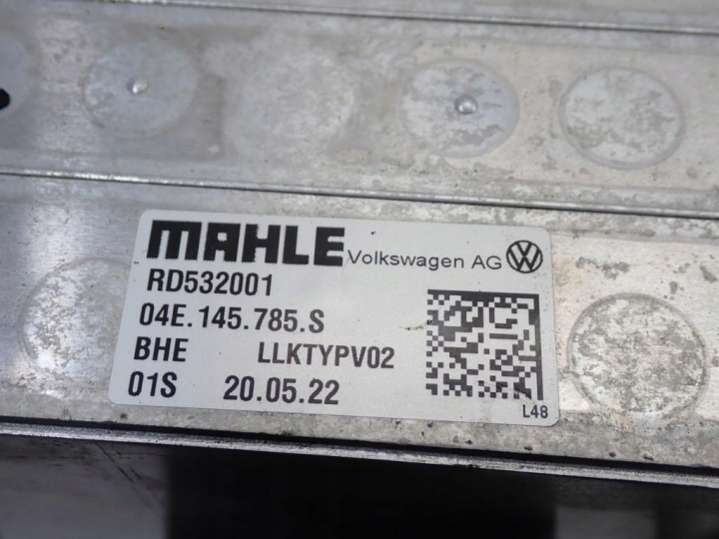 MAHLE Volkswagen AG
RD532001
04E.145.785.S
BHE LLKTYPV02
01S 20.05.22
L48